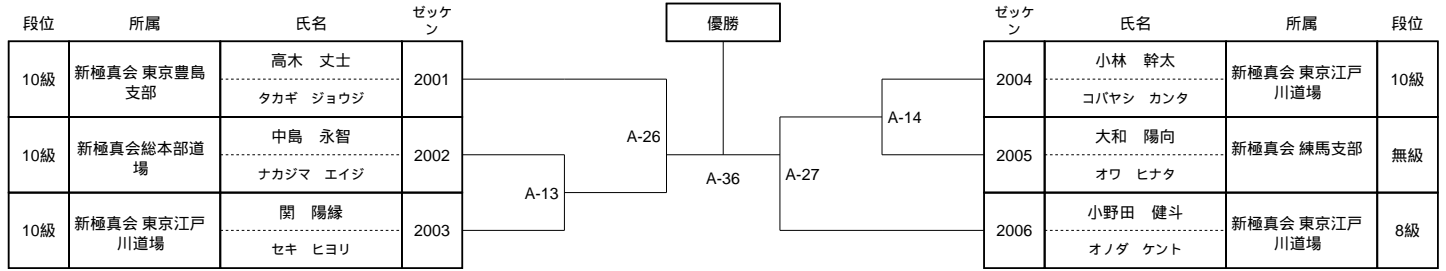 段位 所属 氏名 ゼッケ
ン
10級 新極真会 東京豊島
支部 高木 丈士
タカギ ジョウジ 2001
10級 新極真会総本部道
場 中島 永智
ナカジマ エイジ 2002
10級 新極真会 東京江戸
川道場 関 陽縁
セキ ヒヨリ 2003
優勝
A-26
A-13
A-36
A-27
A-14
ゼッケ
ン 氏名 所属 段位
2004 小林 幹太
コバヤシ カンタ 新極真会 東京江戸
川道場 10級
2005 大和 陽向
オワ ヒナタ 新極真会 練馬支部 無級
2006 小野田 健斗
オノダ ケント 新極真会 東京江戸
川道場 8級